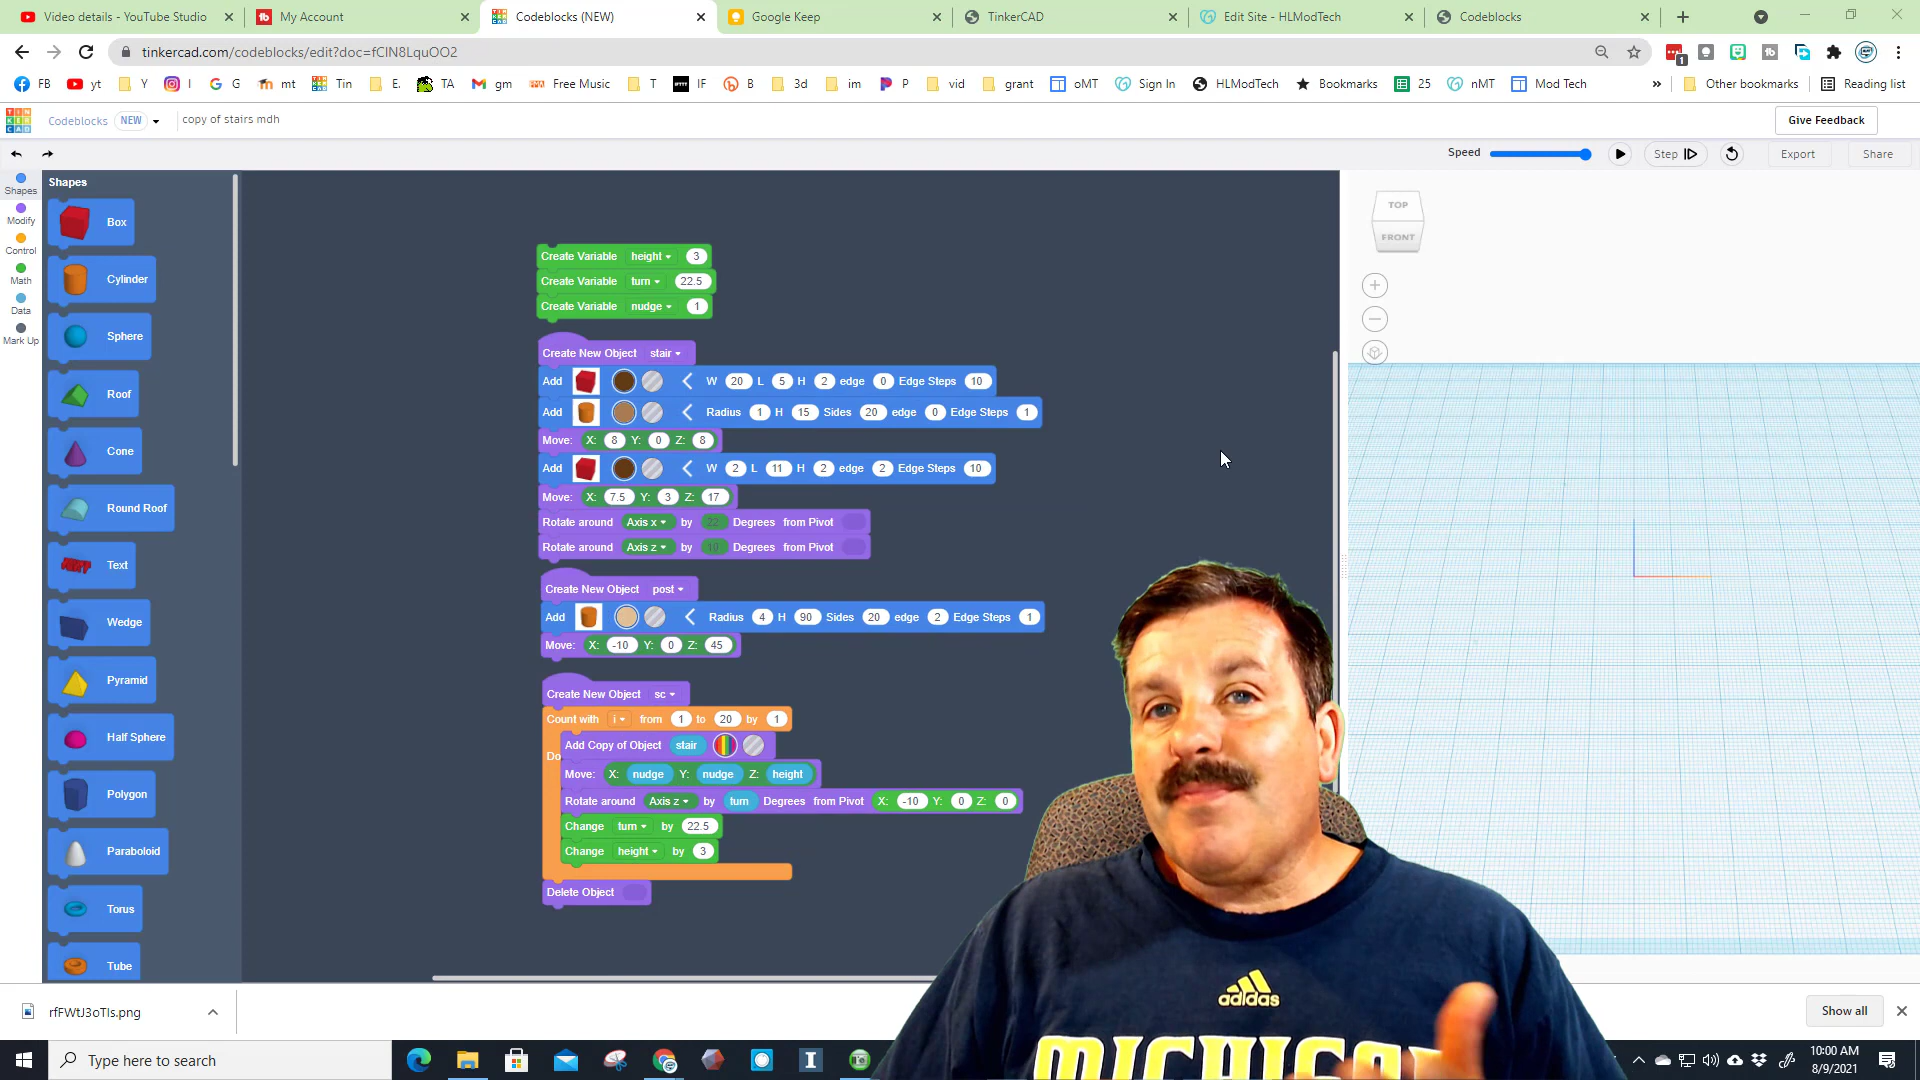 Video details - YouTube Studio
My Account
Codeblocks (NEW)
Google Keep
TinkerCAD
Edit Site - HLModTech
Codeblocks
tinkercad.com/codeblocks/edit?doc=fClN8LquOO2
1
FB yt Y I G G mt Tin E. TA gm Free Music T IF B 3d im P vid grant oMT Sign In HLModTech Bookmarks 25 nMT Mod Tech » Other bookmarks Reading list
TIN KER CAD
Codeblocks NEW copy of stairs mdh Give Feedback
Speed Step Export Share
Shapes
Modify
Control
Math
Data
Mark Up
Shapes
Box
Cylinder
Sphere
Roof
Cone
Round Roof
Text
Wedge
Pyramid
Half Sphere
Polygon
Paraboloid
Torus
Tube
Create Variable height 3
Create Variable turn 22.5
Create Variable nudge 1
Create New Object stair
Add W 20 L 5 H 2 edge 0 Edge Steps 10
Add Radius 1 H 15 Sides 20 edge 0 Edge Steps 1
Move: X: 8 Y: 0 Z: 8
Add W 2 L 11 H 2 edge 2 Edge Steps 10
Move: X: 7.5 Y: 3 Z: 17
Rotate around Axis x by 22 Degrees from Pivot
Rotate around Axis z by 10 Degrees from Pivot
Create New Object post
Add Radius 4 H 90 Sides 20 edge 2 Edge Steps 1
Move: X: -10 Y: 0 Z: 45
Create New Object sc
Count with i from 1 to 20 by 1
Do
Add Copy of Object stair
Move: X: nudge Y: nudge Z: height
Rotate around Axis z by turn Degrees from Pivot X: -10 Y: 0 Z: 0
Change turn by 22.5
Change height by 3
Delete Object
TOP
FRONT
adidas
MICHIGAN
rfFWtJ3oTIs.png
Show all
Type here to search
10:00 AM
8/9/2021